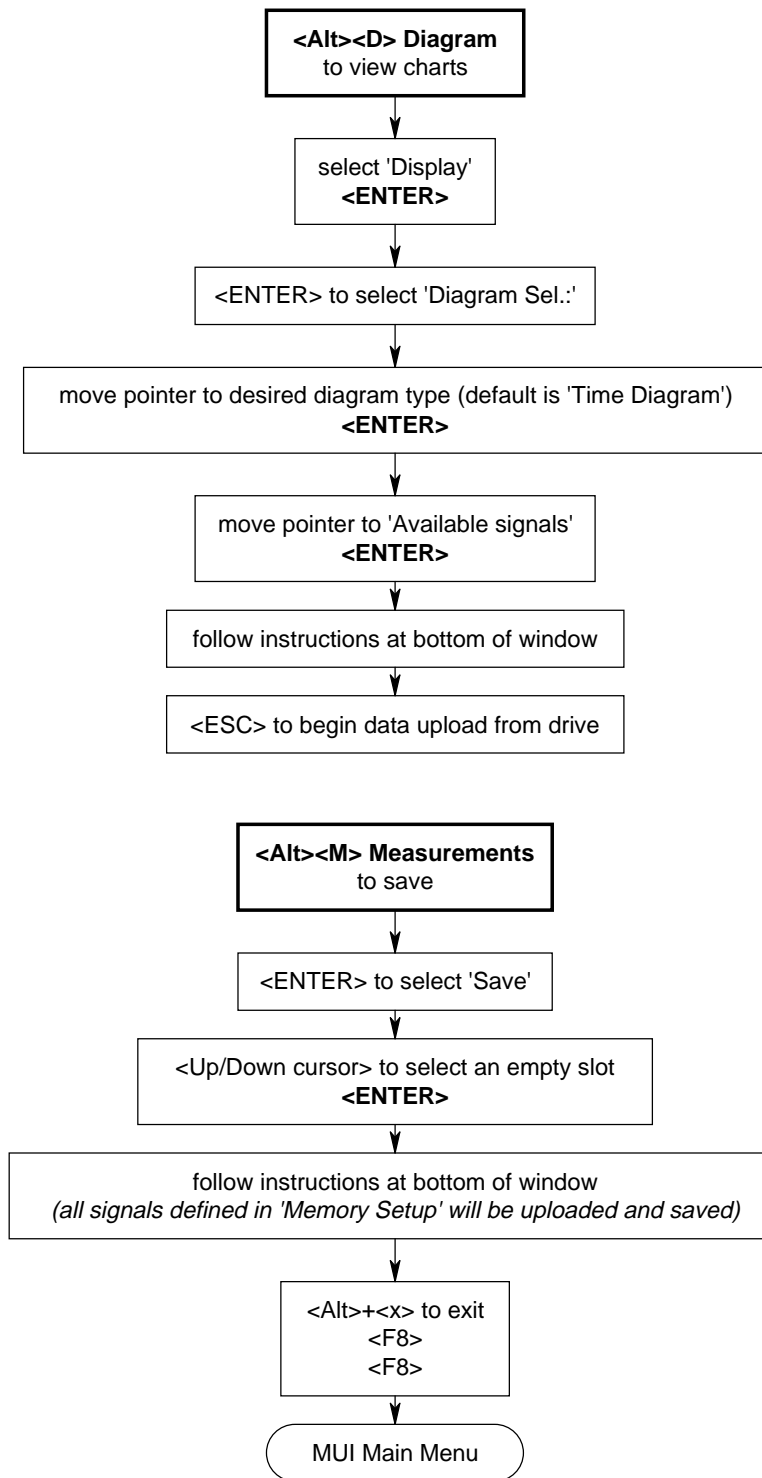 <Alt><D> Diagram
to view charts
select 'Display'
<ENTER>
<ENTER> to select 'Diagram Sel.:'
move pointer to desired diagram type (default is 'Time Diagram')
<ENTER>
move pointer to 'Available signals'
<ENTER>
follow instructions at bottom of window
<ESC> to begin data upload from drive
<Alt><M> Measurements
to save
<ENTER> to select 'Save'
<Up/Down cursor> to select an empty slot
<ENTER>
follow instructions at bottom of window
(all signals defined in 'Memory Setup' will be uploaded and saved)
<Alt>+<x> to exit
<F8>
<F8>
MUI Main Menu